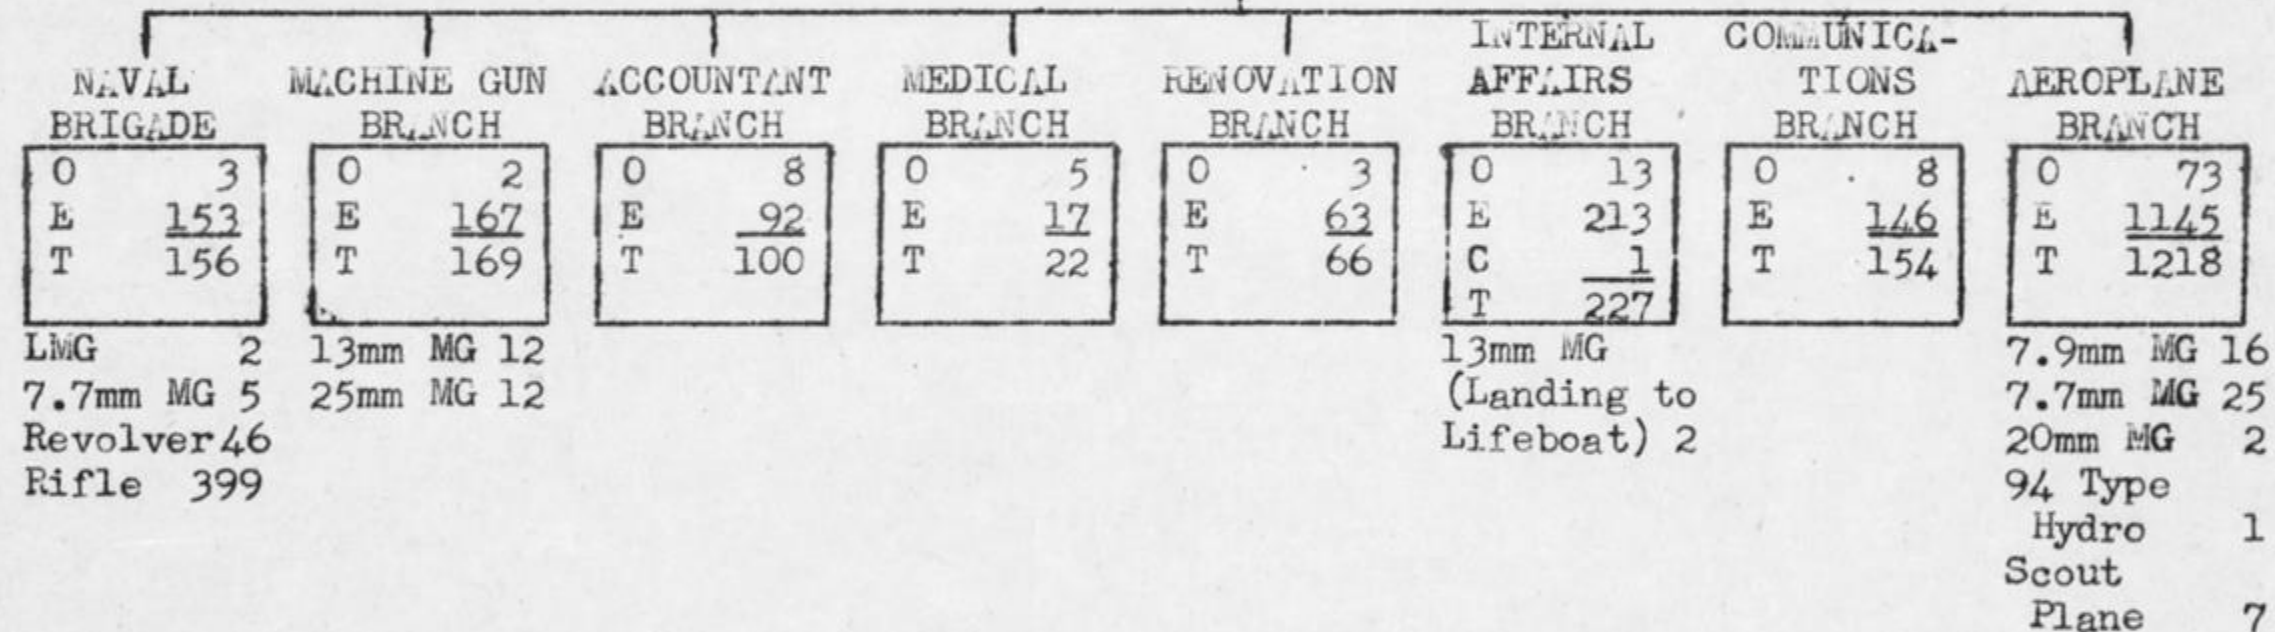 NAVAL
BRIGADE
O 3
E 153
T 156
LMG 2
7.7mm MG 5
Revolver 46
Rifle 399
MACHINE GUN
BRANCH
O 2
E 167
T 169
13mm MG 12
25mm MG 12
ACCOUNTANT
BRANCH
O 8
E 92
T 100
MEDICAL
BRANCH
O 5
E 17
T 22
RENOVATION
BRANCH
O 3
E 63
T 66
INTERNAL
AFFAIRS
BRANCH
O 13
E 213
C 1
T 227
13mm MG
(Landing to
Lifeboat) 2
COMMUNICA-
TIONS
BRANCH
O 8
E 146
T 154
AEROPLANE
BRANCH
O 73
E 1145
T 1218
7.9mm MG 16
7.7mm MG 25
20mm MG 2
94 Type
Hydro 1
Scout
Plane 7